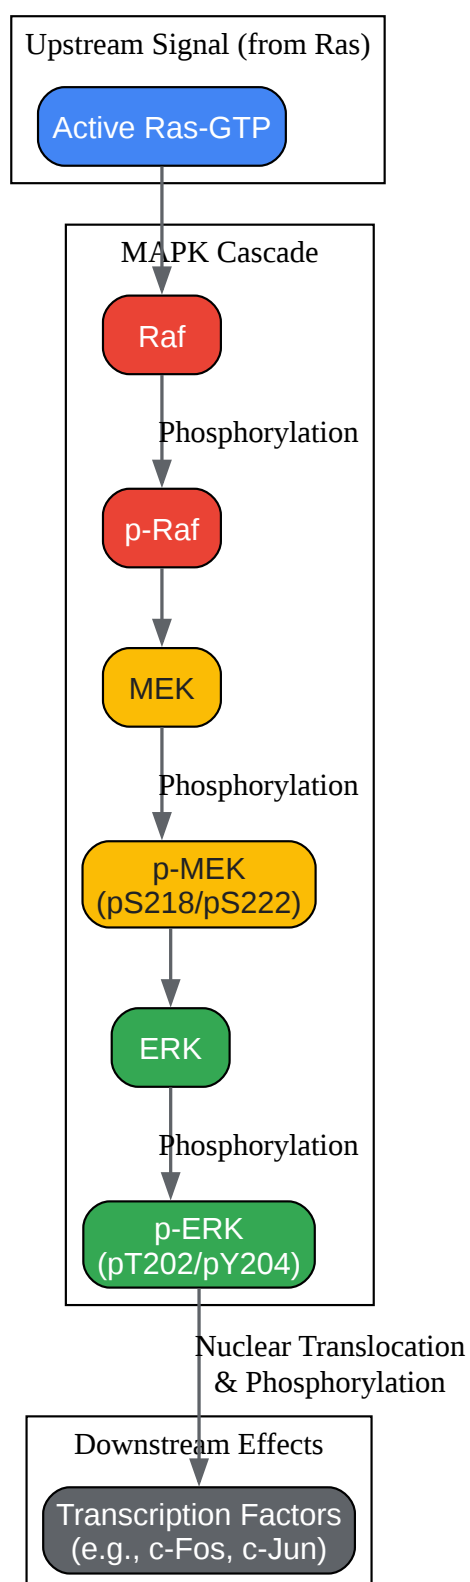 Upstream Signal (from Ras)
Active Ras-GTP
MAPK Cascade
Raf
Phosphorylation
p-Raf
MEK
Phosphorylation
p-MEK
(pS218/pS222)
ERK
Phosphorylation
p-ERK
(pT202/pY204)
Nuclear Translocation
& Phosphorylation
Downstream Effects
Transcription Factors
(e.g., c-Fos, c-Jun)